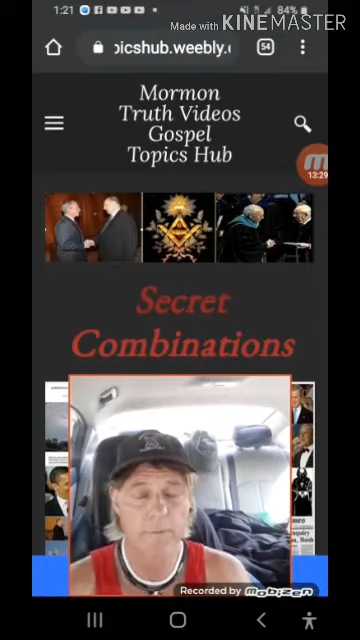 1:21
84%
Made with KINEMASTER
picshub.weebly.c
54
Mormon
Truth Videos
Gospel
Topics Hub
13:29
Secret
Combinations
Recorded by mobizen